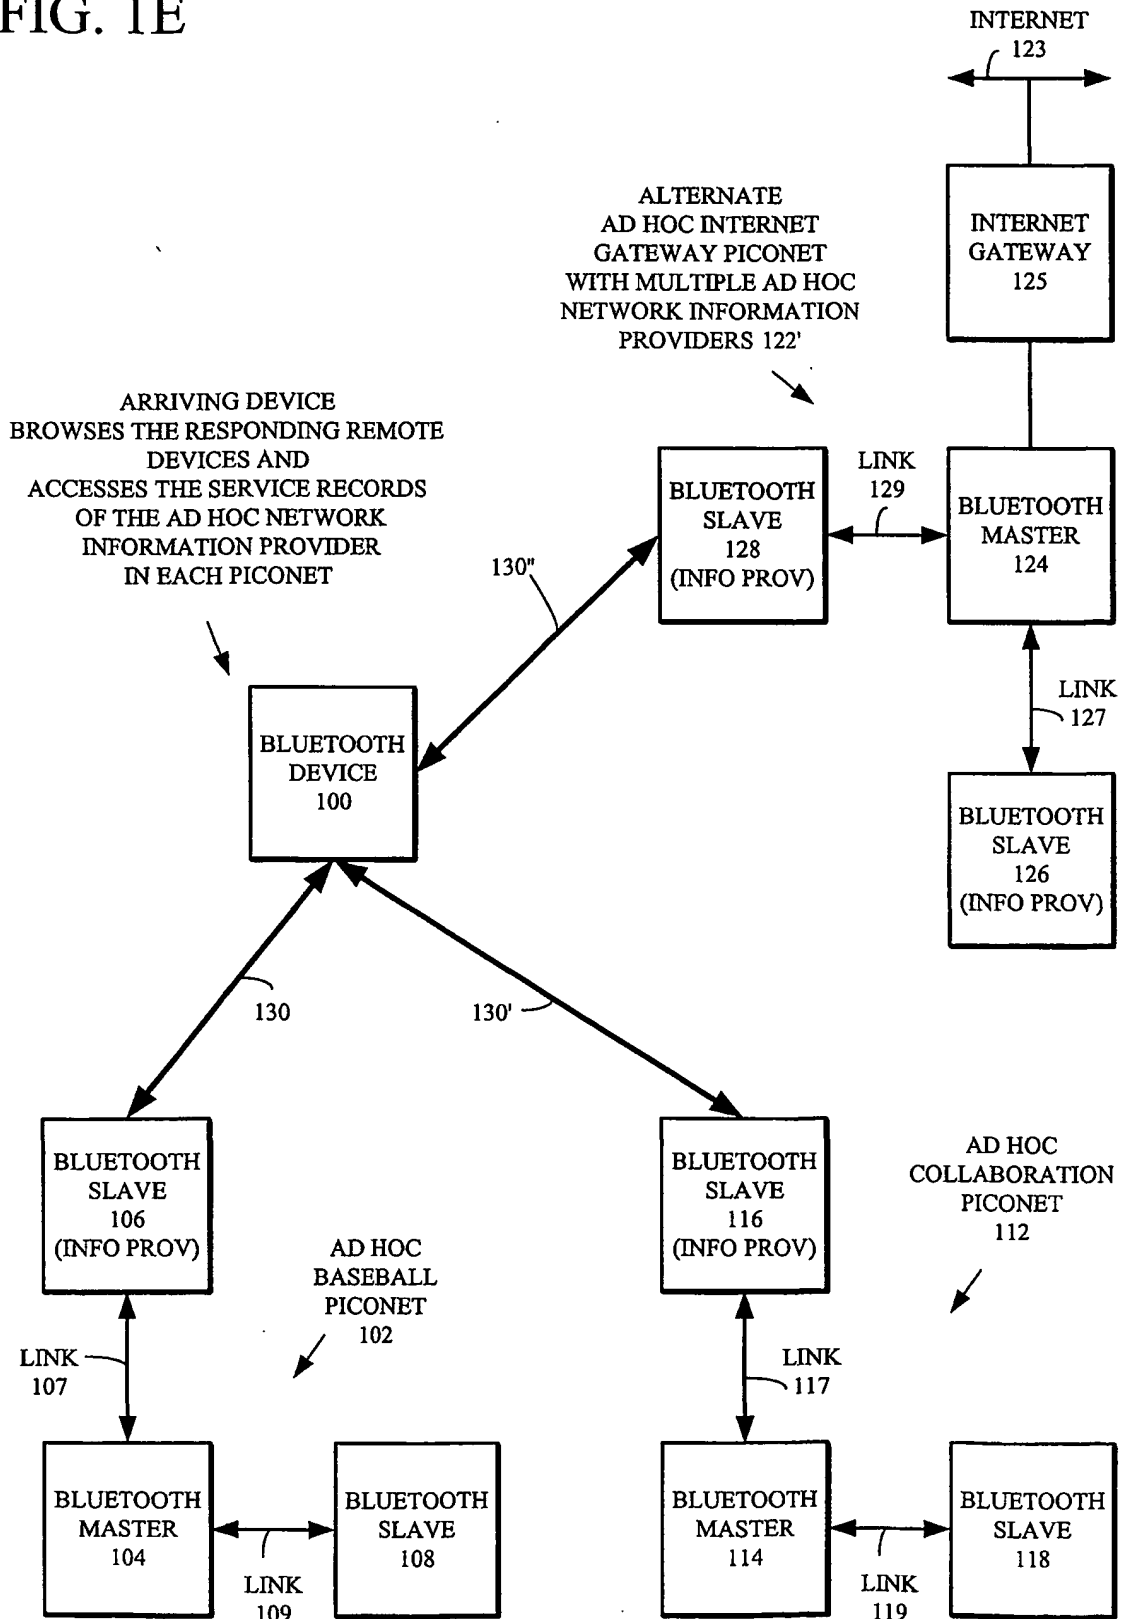 FIG. 1E
INTERNET
123
ALTERNATE
AD HOC INTERNET
GATEWAY PICONET
WITH MULTIPLE AD HOC
NETWORK INFORMATION
PROVIDERS 122'
INTERNET
GATEWAY
125
ARRIVING DEVICE
BROWSES THE RESPONDING REMOTE
DEVICES AND
ACCESSES THE SERVICE RECORDS
OF THE AD HOC NETWORK
INFORMATION PROVIDER
IN EACH PICONET
BLUETOOTH
SLAVE
128
(INFO PROV)
LINK
129
BLUETOOTH
MASTER
124
130"
LINK
127
BLUETOOTH
DEVICE
100
BLUETOOTH
SLAVE
126
(INFO PROV)
130
130'
BLUETOOTH
SLAVE
106
(INFO PROV)
AD HOC
BASEBALL
PICONET
102
BLUETOOTH
SLAVE
116
(INFO PROV)
AD HOC
COLLABORATION
PICONET
112
LINK
107
LINK
117
BLUETOOTH
MASTER
104
LINK
109
BLUETOOTH
SLAVE
108
BLUETOOTH
MASTER
114
LINK
119
BLUETOOTH
SLAVE
118